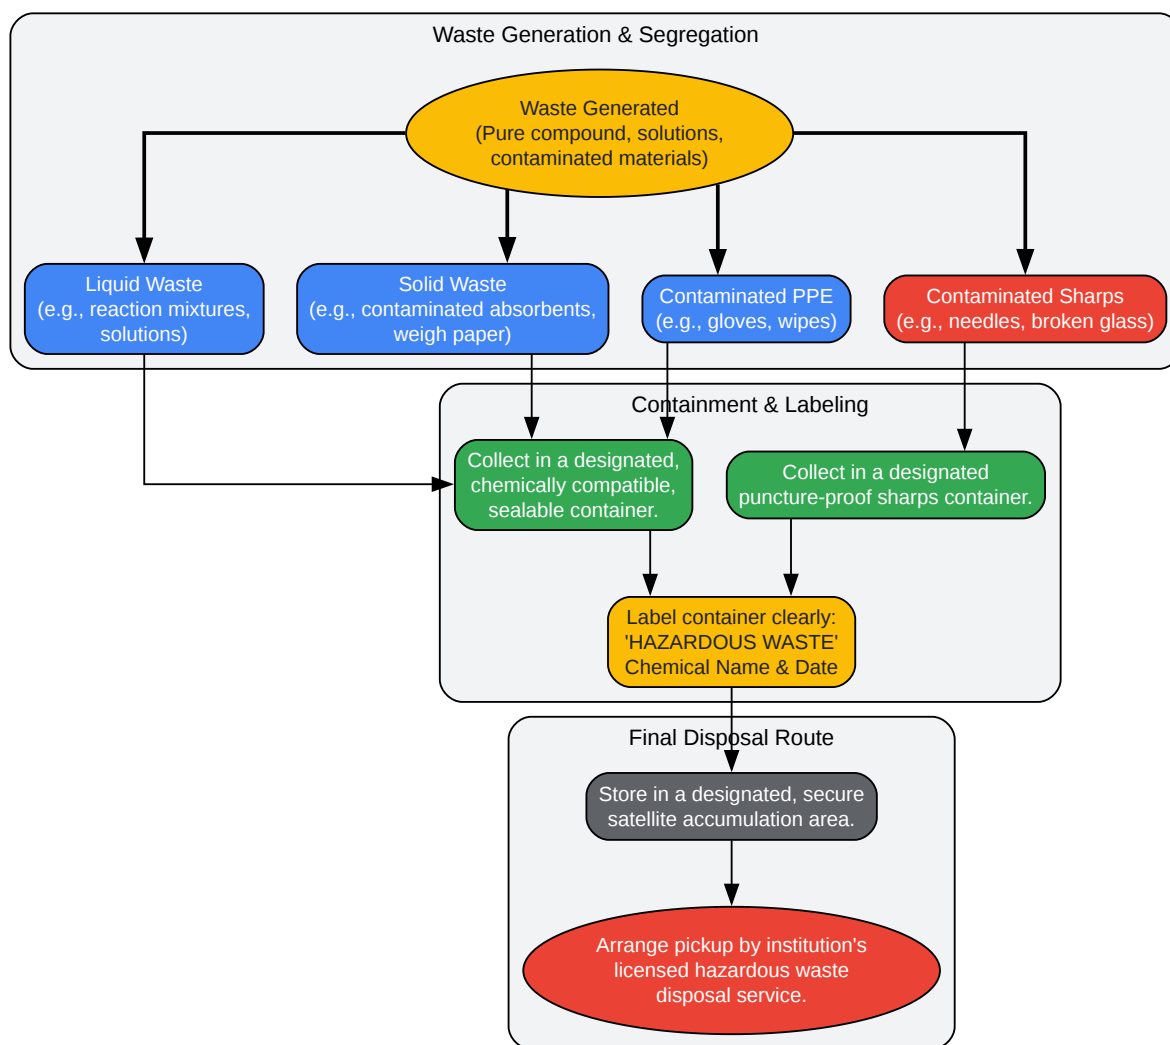 Waste Generation & Segregation
Waste Generated
(Pure compound, solutions,
contaminated materials)
Liquid Waste
(e.g., reaction mixtures,
solutions)
Solid Waste
(e.g., contaminated absorbents,
weigh paper)
Contaminated PPE
(e.g., gloves, wipes)
Contaminated Sharps
(e.g., needles, broken glass)
Containment & Labeling
Collect in a designated,
chemically compatible,
sealable container.
Collect in a designated
puncture-proof sharps container.
Label container clearly:
'HAZARDOUS WASTE'
Chemical Name & Date
Final Disposal Route
Store in a designated, secure
satellite accumulation area.
Arrange pickup by institution's
licensed hazardous waste
disposal service.